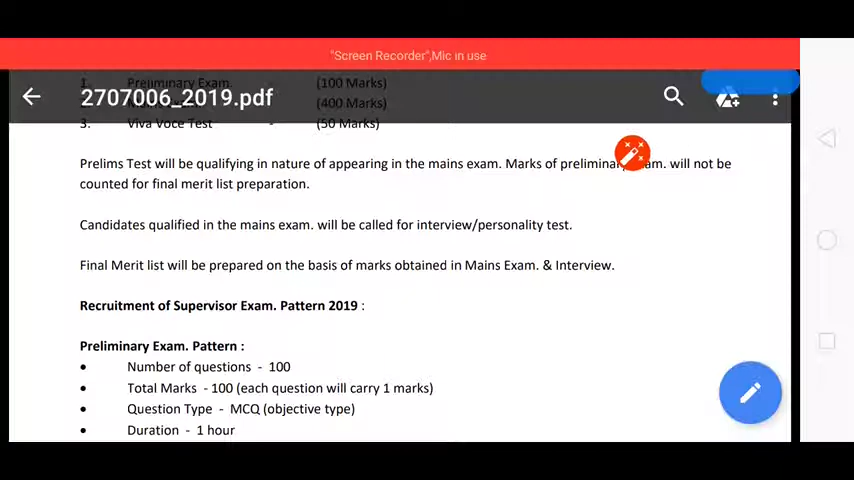 "Screen Recorder",Mic in use
1. Preliminary Exam. - (100 Marks)
2707006_2019.pdf
(400 Marks)
3. Viva Voce Test - (50 Marks)
Prelims Test will be qualifying in nature of appearing in the mains exam. Marks of preliminary exam. will not be
counted for final merit list preparation.
Candidates qualified in the mains exam. will be called for interview/personality test.
Final Merit list will be prepared on the basis of marks obtained in Mains Exam. & Interview.
Recruitment of Supervisor Exam. Pattern 2019 :
Preliminary Exam. Pattern :
• Number of questions - 100
• Total Marks - 100 (each question will carry 1 marks)
• Question Type - MCQ (objective type)
• Duration - 1 hour